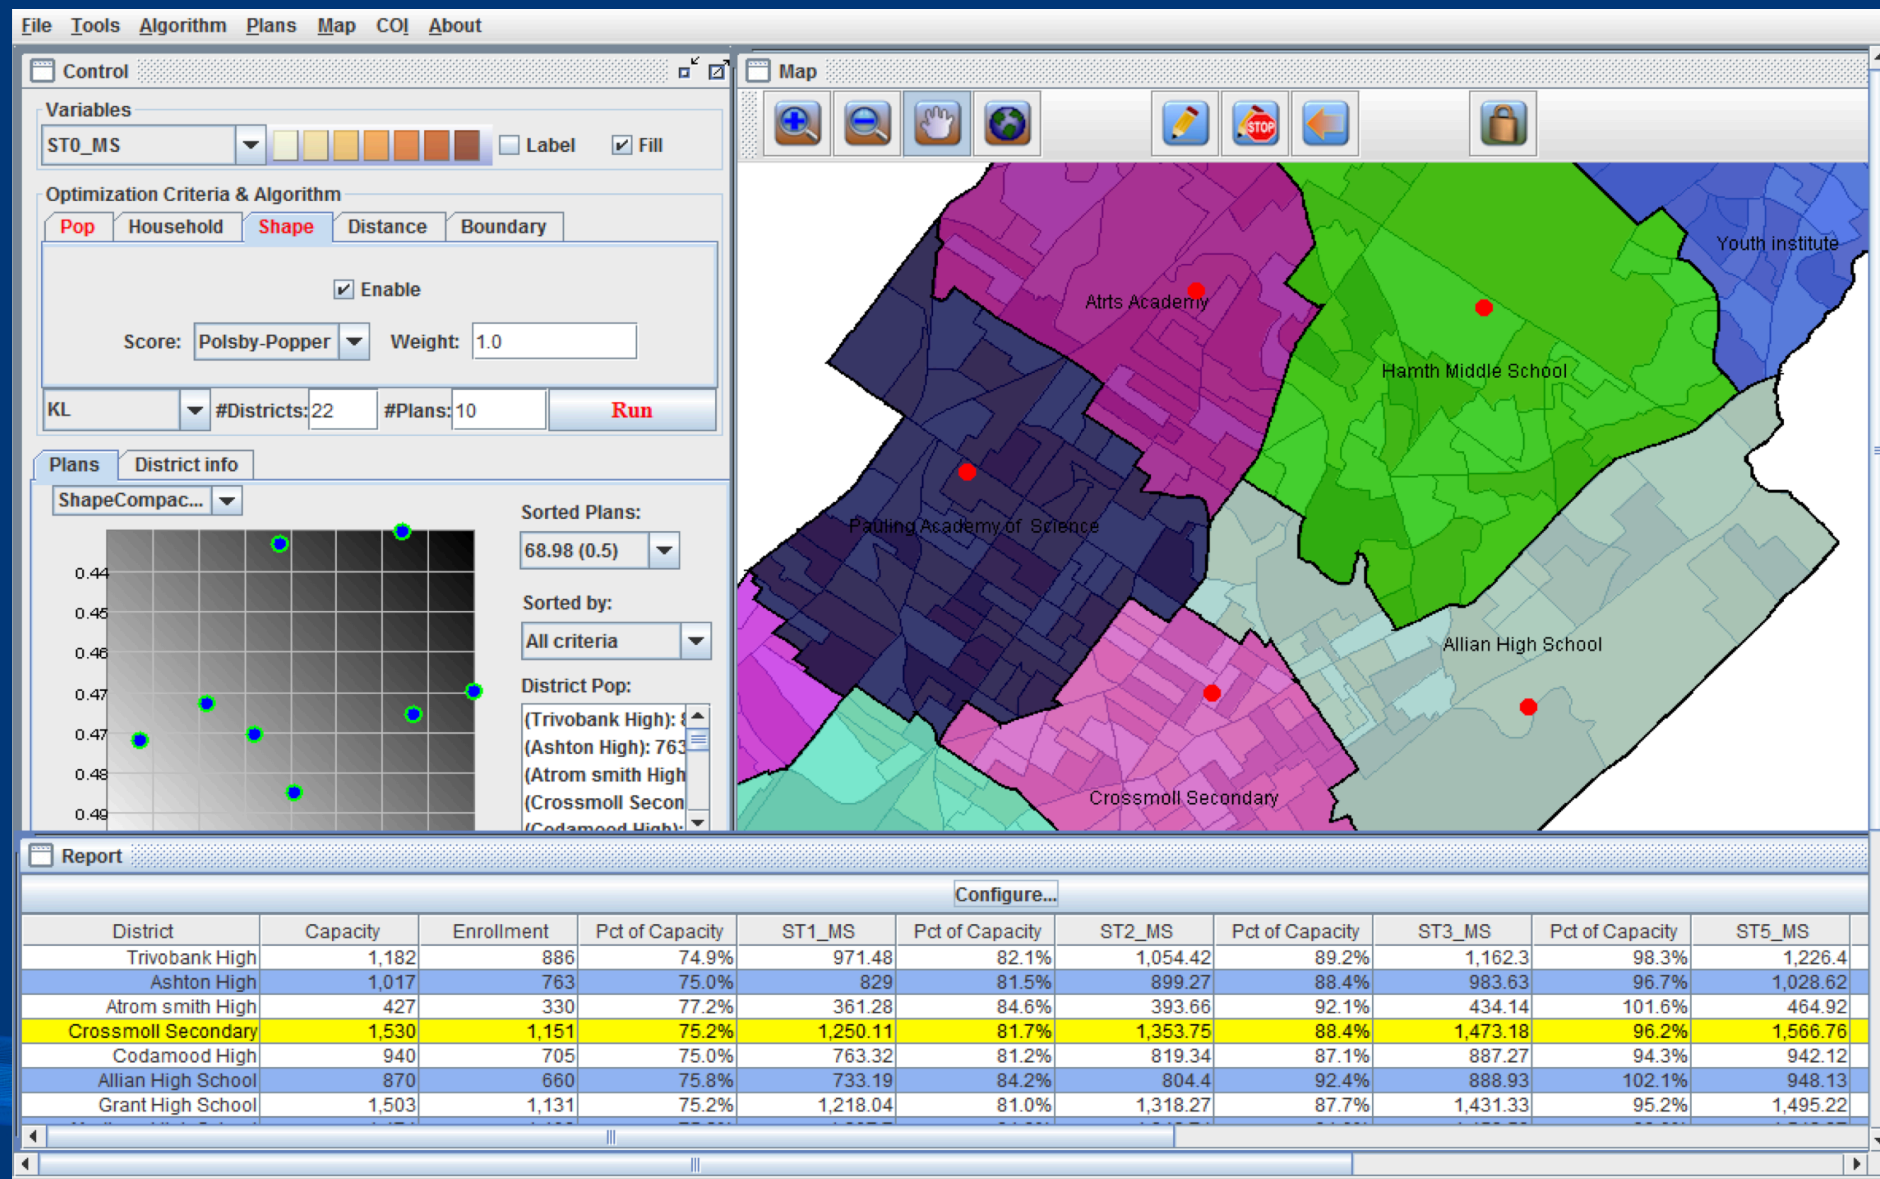 File Tools Algorithm Plans Map COI About
Control
Variables
ST0_MS Label Fill
Optimization Criteria & Algorithm
Pop Household Shape Distance Boundary
Enable
Score: Polsby-Popper Weight: 1.0
KL #Districts: 22 #Plans: 10 Run
Plans District info
ShapeCompac...
0.44
0.45
0.46
0.47
0.47
0.48
0.49
Sorted Plans:
68.98 (0.5)
Sorted by:
All criteria
District Pop:
(Trivobank High):
(Ashton High): 763
(Atrom smith High
(Crossmoll Secon
(Codamood High):
Map
STOP
Youth institute
Atrts Academy
Hamth Middle School
Pauling Academy of Science
Allian High School
Crossmoll Secondary
Report
Configure...
District Capacity Enrollment Pct of Capacity ST1_MS Pct of Capacity ST2_MS Pct of Capacity ST3_MS Pct of Capacity ST5_MS
Trivobank High 1,182 886 74.9% 971.48 82.1% 1,054.42 89.2% 1,162.3 98.3% 1,226.4
Ashton High 1,017 763 75.0% 829 81.5% 899.27 88.4% 983.63 96.7% 1,028.62
Atrom smith High 427 330 77.2% 361.28 84.6% 393.66 92.1% 434.14 101.6% 464.92
Crossmoll Secondary 1,530 1,151 75.2% 1,250.11 81.7% 1,353.75 88.4% 1,473.18 96.2% 1,566.76
Codamood High 940 705 75.0% 763.32 81.2% 819.34 87.1% 887.27 94.3% 942.12
Allian High School 870 660 75.8% 733.19 84.2% 804.4 92.4% 888.93 102.1% 948.13
Grant High School 1,503 1,131 75.2% 1,218.04 81.0% 1,318.27 87.7% 1,431.33 95.2% 1,495.22